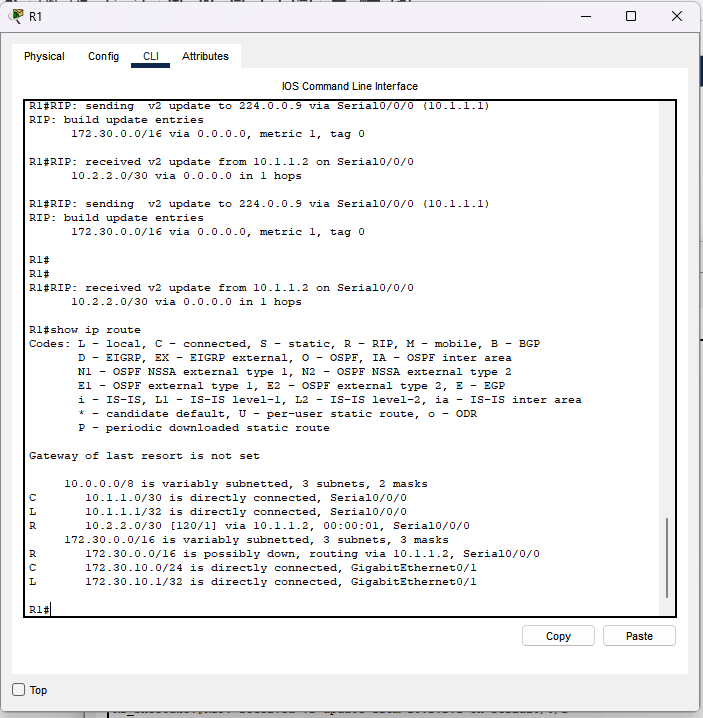 R1
Physical Config CLI Attributes
IOS Command Line Interface
R1#RIP: sending  v2 update to 224.0.0.9 via Serial0/0/0 (10.1.1.1)
RIP: build update entries
      172.30.0.0/16 via 0.0.0.0, metric 1, tag 0
R1#RIP: received v2 update from 10.1.1.2 on Serial0/0/0
      10.2.2.0/30 via 0.0.0.0 in 1 hops
R1#RIP: sending  v2 update to 224.0.0.9 via Serial0/0/0 (10.1.1.1)
RIP: build update entries
      172.30.0.0/16 via 0.0.0.0, metric 1, tag 0
R1#
R1#
R1#RIP: received v2 update from 10.1.1.2 on Serial0/0/0
      10.2.2.0/30 via 0.0.0.0 in 1 hops
R1#show ip route
Codes: L - local, C - connected, S - static, R - RIP, M - mobile, B - BGP
       D - EIGRP, EX - EIGRP external, O - OSPF, IA - OSPF inter area
       N1 - OSPF NSSA external type 1, N2 - OSPF NSSA external type 2
       E1 - OSPF external type 1, E2 - OSPF external type 2, E - EGP
       i - IS-IS, L1 - IS-IS level-1, L2 - IS-IS level-2, ia - IS-IS inter area
       * - candidate default, U - per-user static route, o - ODR
       P - periodic downloaded static route
Gateway of last resort is not set
     10.0.0.0/8 is variably subnetted, 3 subnets, 2 masks
C       10.1.1.0/30 is directly connected, Serial0/0/0
L       10.1.1.1/32 is directly connected, Serial0/0/0
R       10.2.2.0/30 [120/1] via 10.1.1.2, 00:00:01, Serial0/0/0
     172.30.0.0/16 is variably subnetted, 3 subnets, 3 masks
R       172.30.0.0/16 is possibly down, routing via 10.1.1.2, Serial0/0/0
C       172.30.10.0/24 is directly connected, GigabitEthernet0/1
L       172.30.10.1/32 is directly connected, GigabitEthernet0/1
R1#
Copy Paste
Top